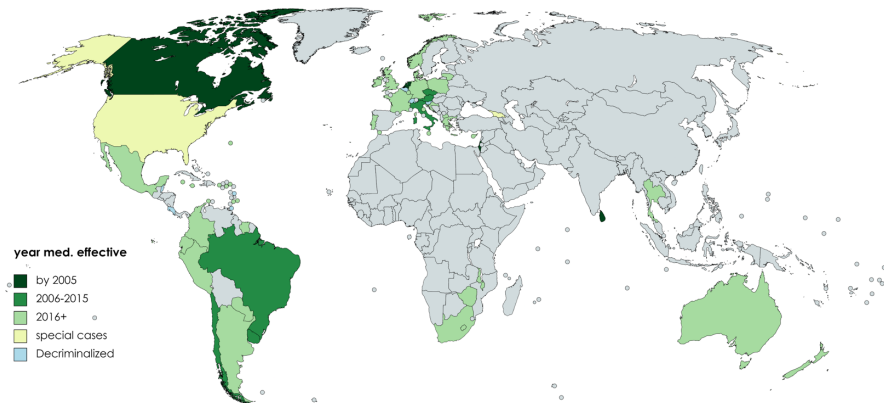 year med. effective
by 2005
2006-2015
2016+
special cases
Decriminalized